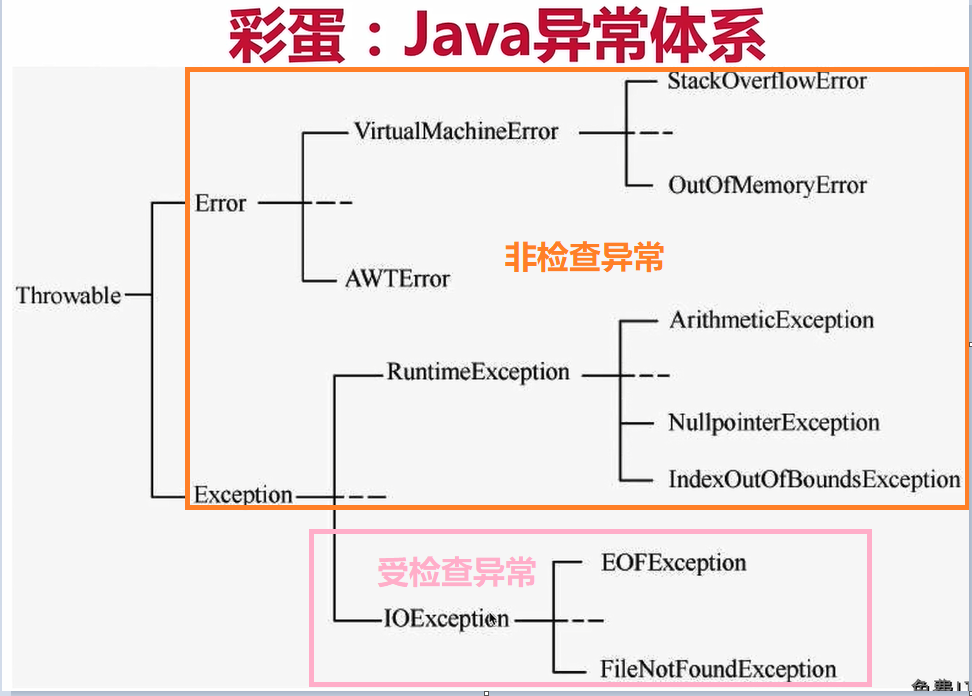 彩蛋：Java异常体系
StackOverflowError
VirtualMachineError
OutOfMemoryError
Error
非检查异常
AWTError
Throwable
ArithmeticException
RuntimeException
NullpointerException
IndexOutOfBoundsException
Exception
受检查异常
EOFException
IOException
FileNotFoundException